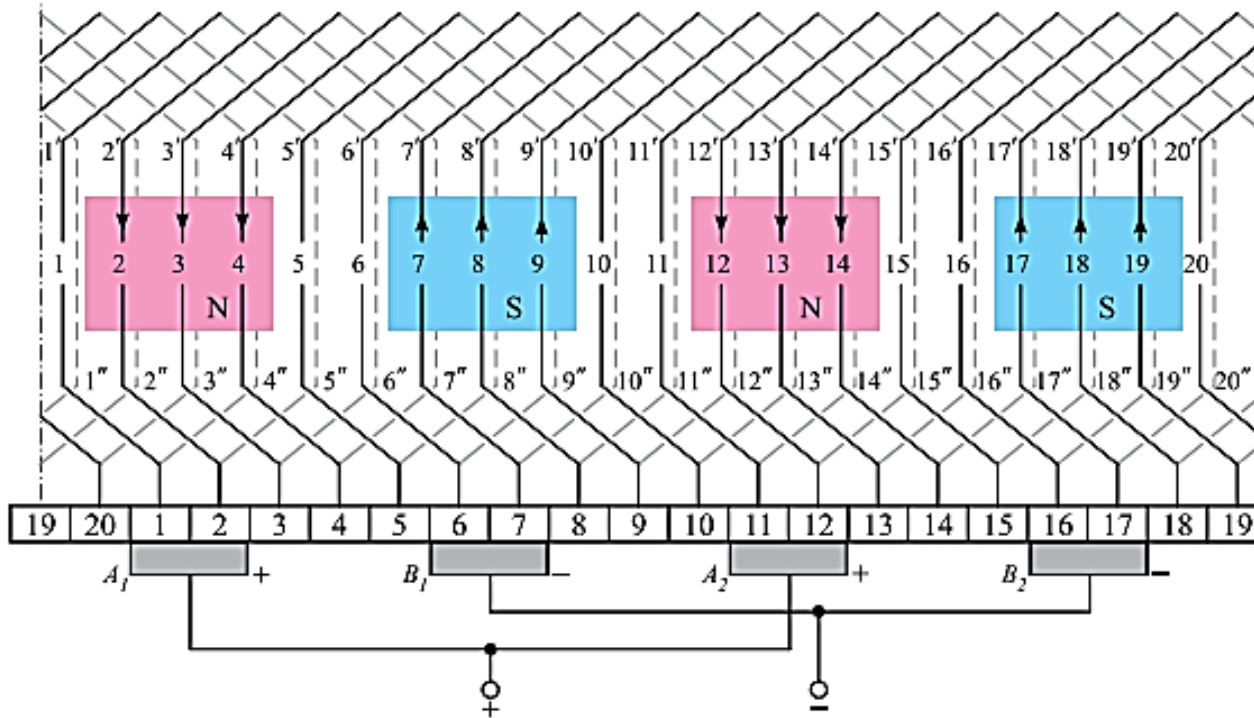 1′ 2′ 3′ 4′ 5′ 6′ 7′ 8′ 9′ 10′ 11′ 12′ 13′ 14′ 15′ 16′ 17′ 18′ 19′ 20′
1 2 3 4 5 6 7 8 9 10 11 12 13 14 15 16 17 18 19 20
N S N S
1″ 2″ 3″ 4″ 5″ 6″ 7″ 8″ 9″ 10″ 11″ 12″ 13″ 14″ 15″ 16″ 17″ 18″ 19″ 20″
19 20 1 2 3 4 5 6 7 8 9 10 11 12 13 14 15 16 17 18 19
A1 + B1 − A2 + B2 −
+ −